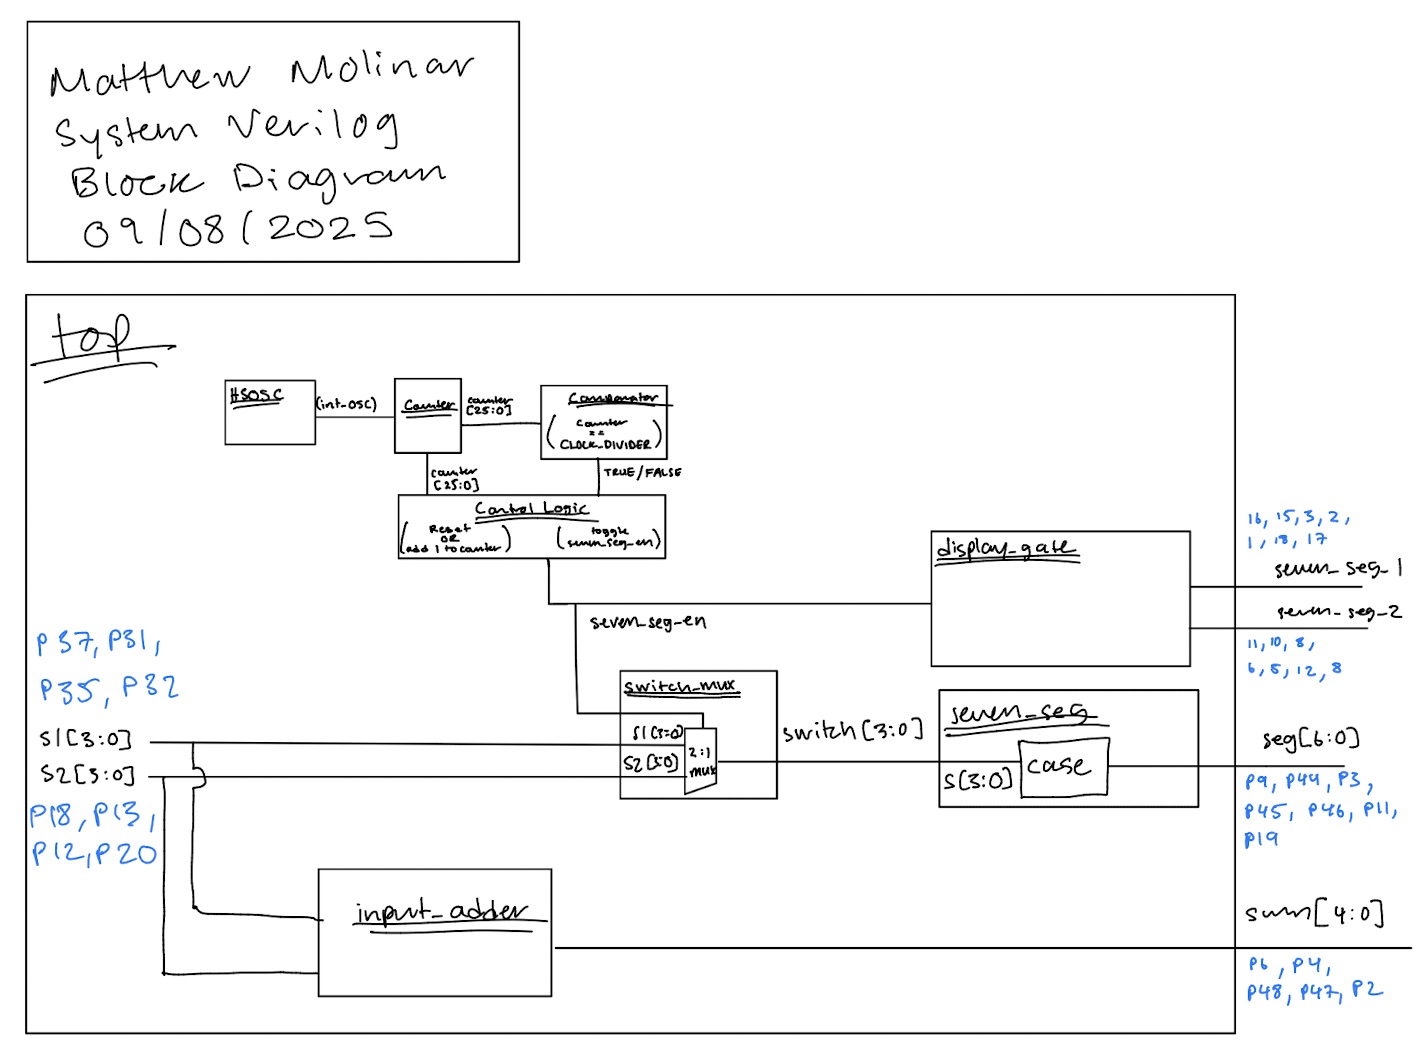 Matthew Molinar
System Verilog
Block Diagram
09/08/2025
top
HSOSC
(int-osc)
Counter
counter
[25:0]
Comparator
(counter
==
CLOCK_DIVIDER)
counter
[25:0]
TRUE/FALSE
Control Logic
(Reset
OR
add 1 to counter)
(toggle
seven_seg_en)
seven_seg_en
display_gate
16, 15, 3, 2,
1, 18, 17
seven_seg_1
seven_seg_2
11, 10, 8,
6, 5, 12, 8
P37, P31,
P35, P32
S1[3:0]
S2[3:0]
P18, P13,
P12, P20
switch_mux
S1[3:0]
S2[3:0]
2:1
mux
switch[3:0]
seven_seg
S[3:0]
case
seg[6:0]
P9, P44, P3,
P45, P46, P11,
P19
input_adder
sum[4:0]
P6, P4,
P48, P47, P2